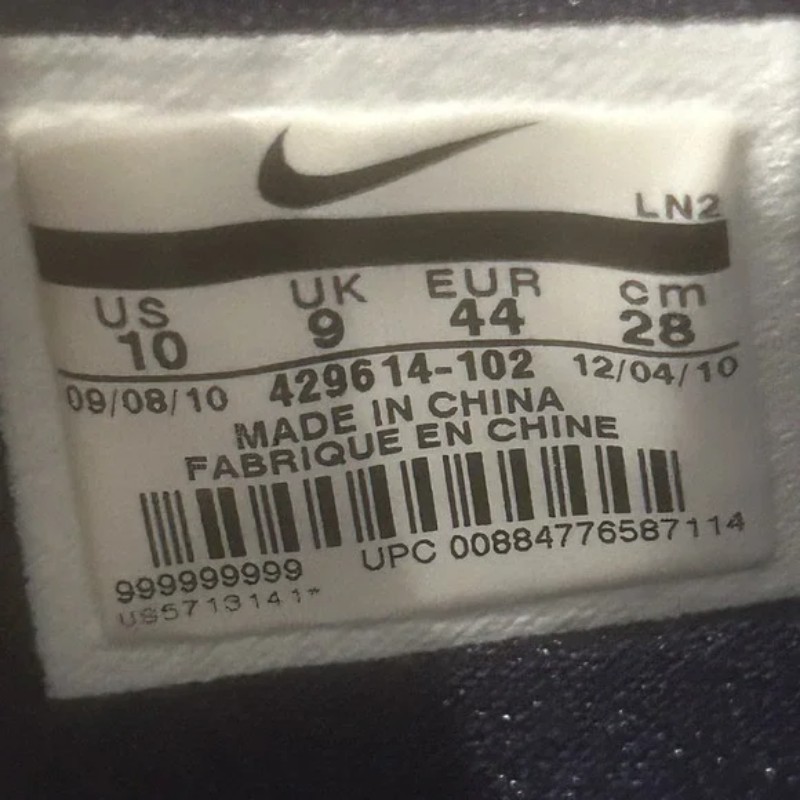 LN2
US UK EUR cm
10 9 44 28
09/08/10 429614-102 12/04/10
MADE IN CHINA
FABRIQUE EN CHINE
999999999 UPC 00884776587114
US5713141*